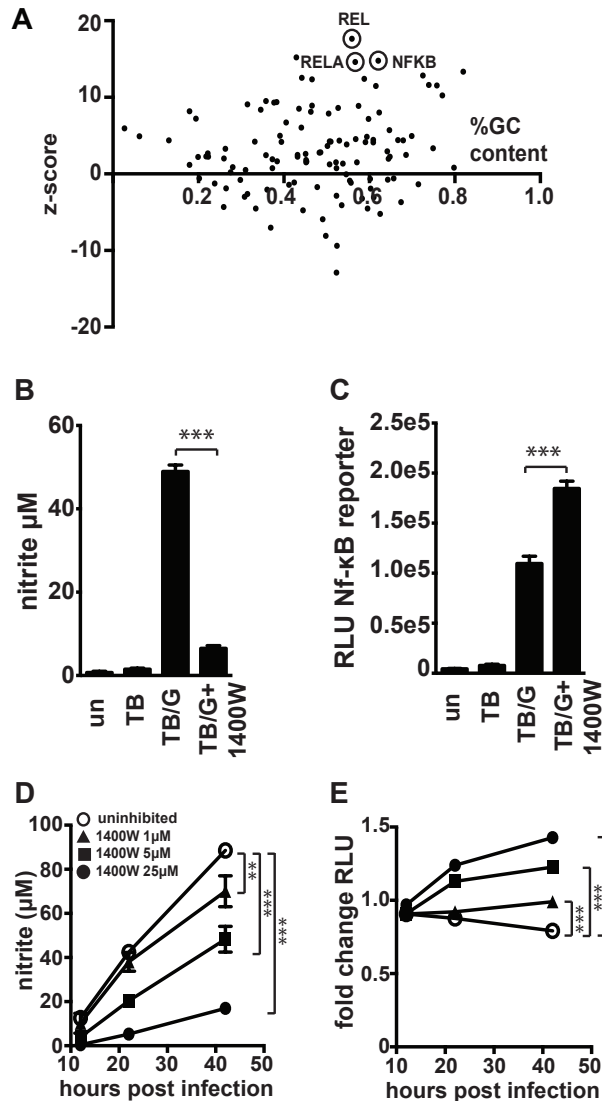 A
REL
RELA
NFKB
z-score
20
10
0
-10
-20
0.2
0.4
0.6
0.8
1.0
%GC
content
B
nitrite µM
60
40
20
0
un
TB
TB/G
TB/G+
1400W
***
C
RLU Nf-κB reporter
2.5e5
2.0e5
1.5e5
1.0e5
0.5e5
0
un
TB
TB/G
TB/G+
1400W
***
D
uninhibited
1400W 1µM
1400W 5µM
1400W 25µM
nitrite (µM)
100
80
60
40
20
0
10
20
30
40
50
hours post infection
**
***
***
E
fold change RLU
1.5
1.0
0.5
0
10
20
30
40
50
hours post infection
***
***